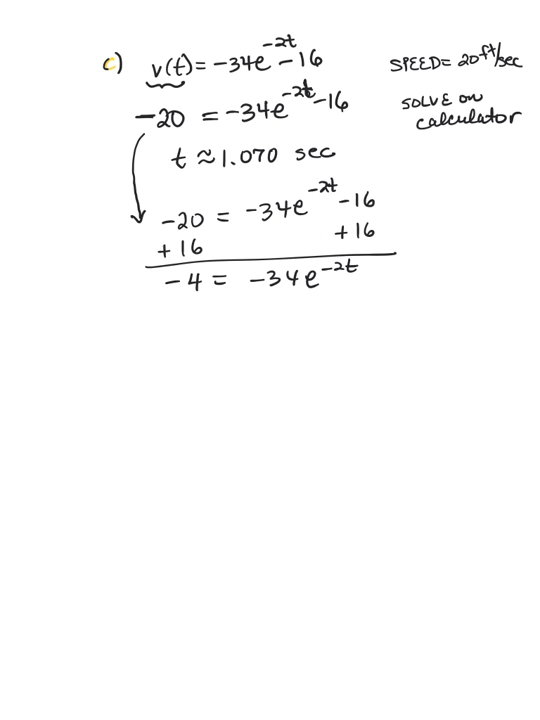 c) v(t) = -34e^{-2t} - 16
SPEED = 20 ft/sec
-20 = -34e^{-2t} - 16
SOLVE on
calculator
t ≈ 1.070 sec
-20 = -34e^{-2t} - 16
+16 +16
-4 = -34e^{-2t}